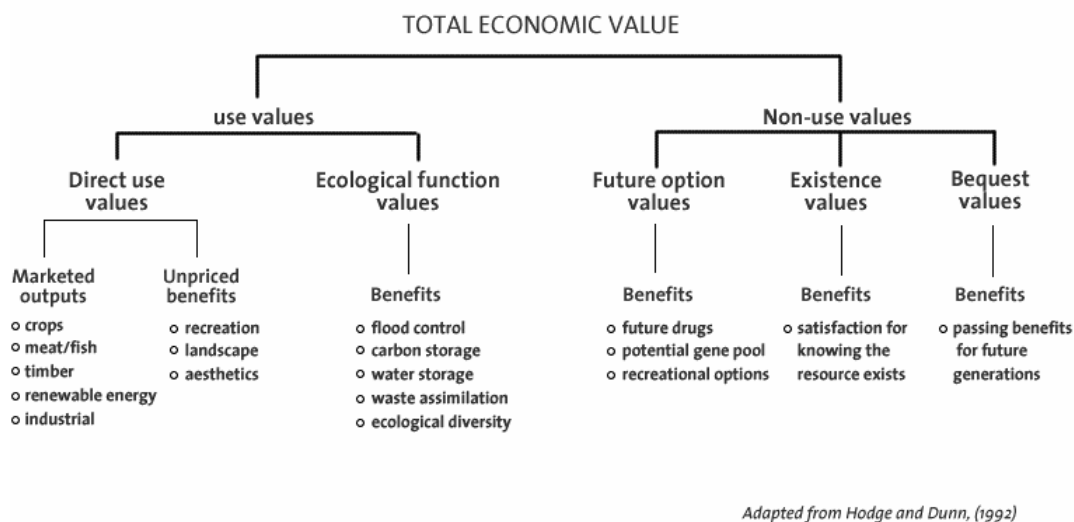 TOTAL ECONOMIC VALUE
use values
Non-use values
Direct use
values
Ecological function
values
Future option
values
Existence
values
Bequest
values
Marketed
outputs
crops
meat/fish
timber
renewable energy
industrial
Unpriced
benefits
recreation
landscape
aesthetics
Benefits
flood control
carbon storage
water storage
waste assimilation
ecological diversity
Benefits
future drugs
potential gene pool
recreational options
Benefits
satisfaction for
knowing the
resource exists
Benefits
passing benefits
for future
generations
Adapted from Hodge and Dunn, (1992)